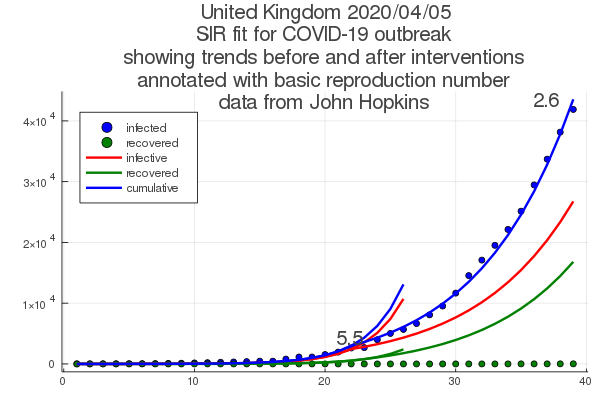 United Kingdom 2020/04/05
SIR fit for COVID-19 outbreak
showing trends before and after interventions
annotated with basic reproduction number
data from John Hopkins
2.6
4×10⁴
infected
recovered
infective
recovered
cumulative
3×10⁴
2×10⁴
1×10⁴
5.5
0
0 10 20 30 40